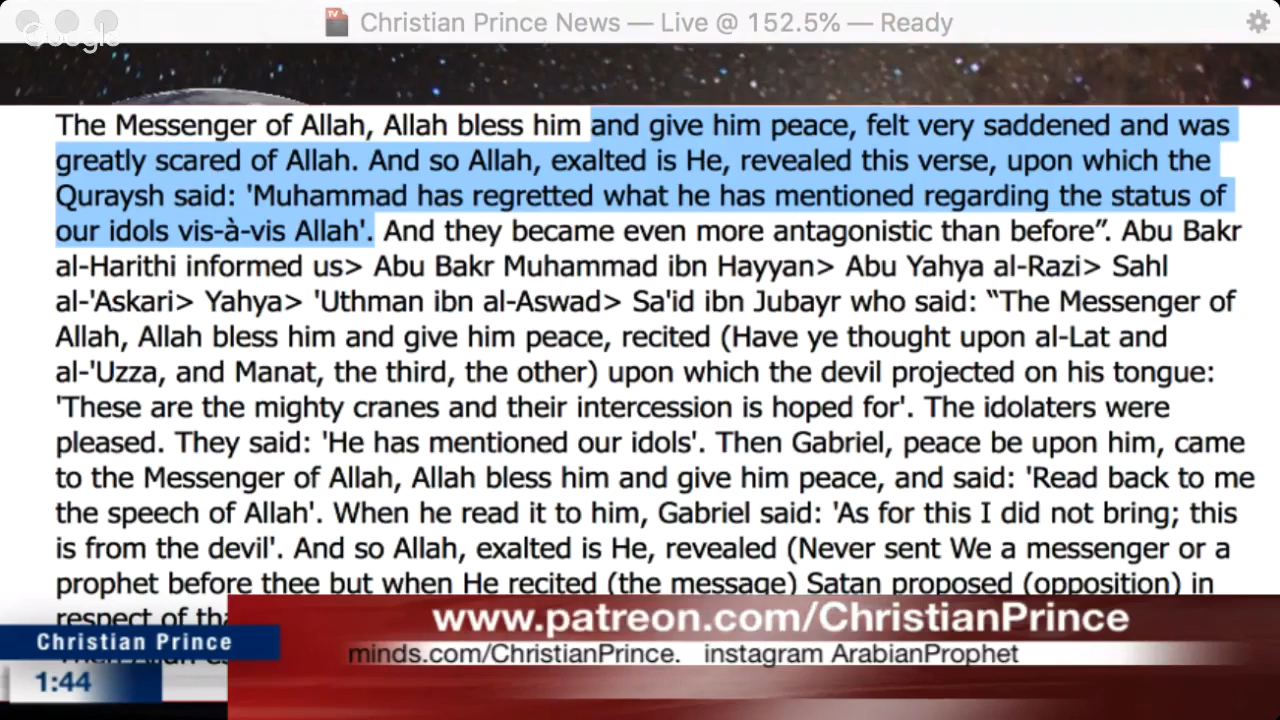 Christian Prince News — Live @ 152.5% — Ready
TV
Google
The Messenger of Allah, Allah bless him and give him peace, felt very saddened and was
greatly scared of Allah. And so Allah, exalted is He, revealed this verse, upon which the
Quraysh said: 'Muhammad has regretted what he has mentioned regarding the status of
our idols vis-à-vis Allah'. And they became even more antagonistic than before”. Abu Bakr
al-Harithi informed us> Abu Bakr Muhammad ibn Hayyan> Abu Yahya al-Razi> Sahl
al-'Askari> Yahya> 'Uthman ibn al-Aswad> Sa'id ibn Jubayr who said: “The Messenger of
Allah, Allah bless him and give him peace, recited (Have ye thought upon al-Lat and
al-'Uzza, and Manat, the third, the other) upon which the devil projected on his tongue:
'These are the mighty cranes and their intercession is hoped for'. The idolaters were
pleased. They said: 'He has mentioned our idols'. Then Gabriel, peace be upon him, came
to the Messenger of Allah, Allah bless him and give him peace, and said: 'Read back to me
the speech of Allah'. When he read it to him, Gabriel said: 'As for this I did not bring; this
is from the devil'. And so Allah, exalted is He, revealed (Never sent We a messenger or a
prophet before thee but when He recited (the message) Satan proposed (opposition) in
respect of
www.patreon.com/ChristianPrince
Christian Prince
minds.com/ChristianPrince. instagram ArabianProphet
1:44